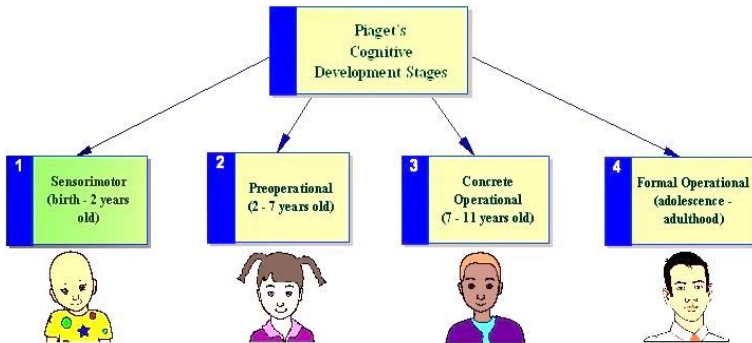 Piaget's
Cognitive
Development Stages
1
Sensorimotor
(birth - 2 years
old)
2
Preoperational
(2 - 7 years old)
3
Concrete
Operational
(7 - 11 years old)
4
Formal Operational
(adolescence -
adulthood)